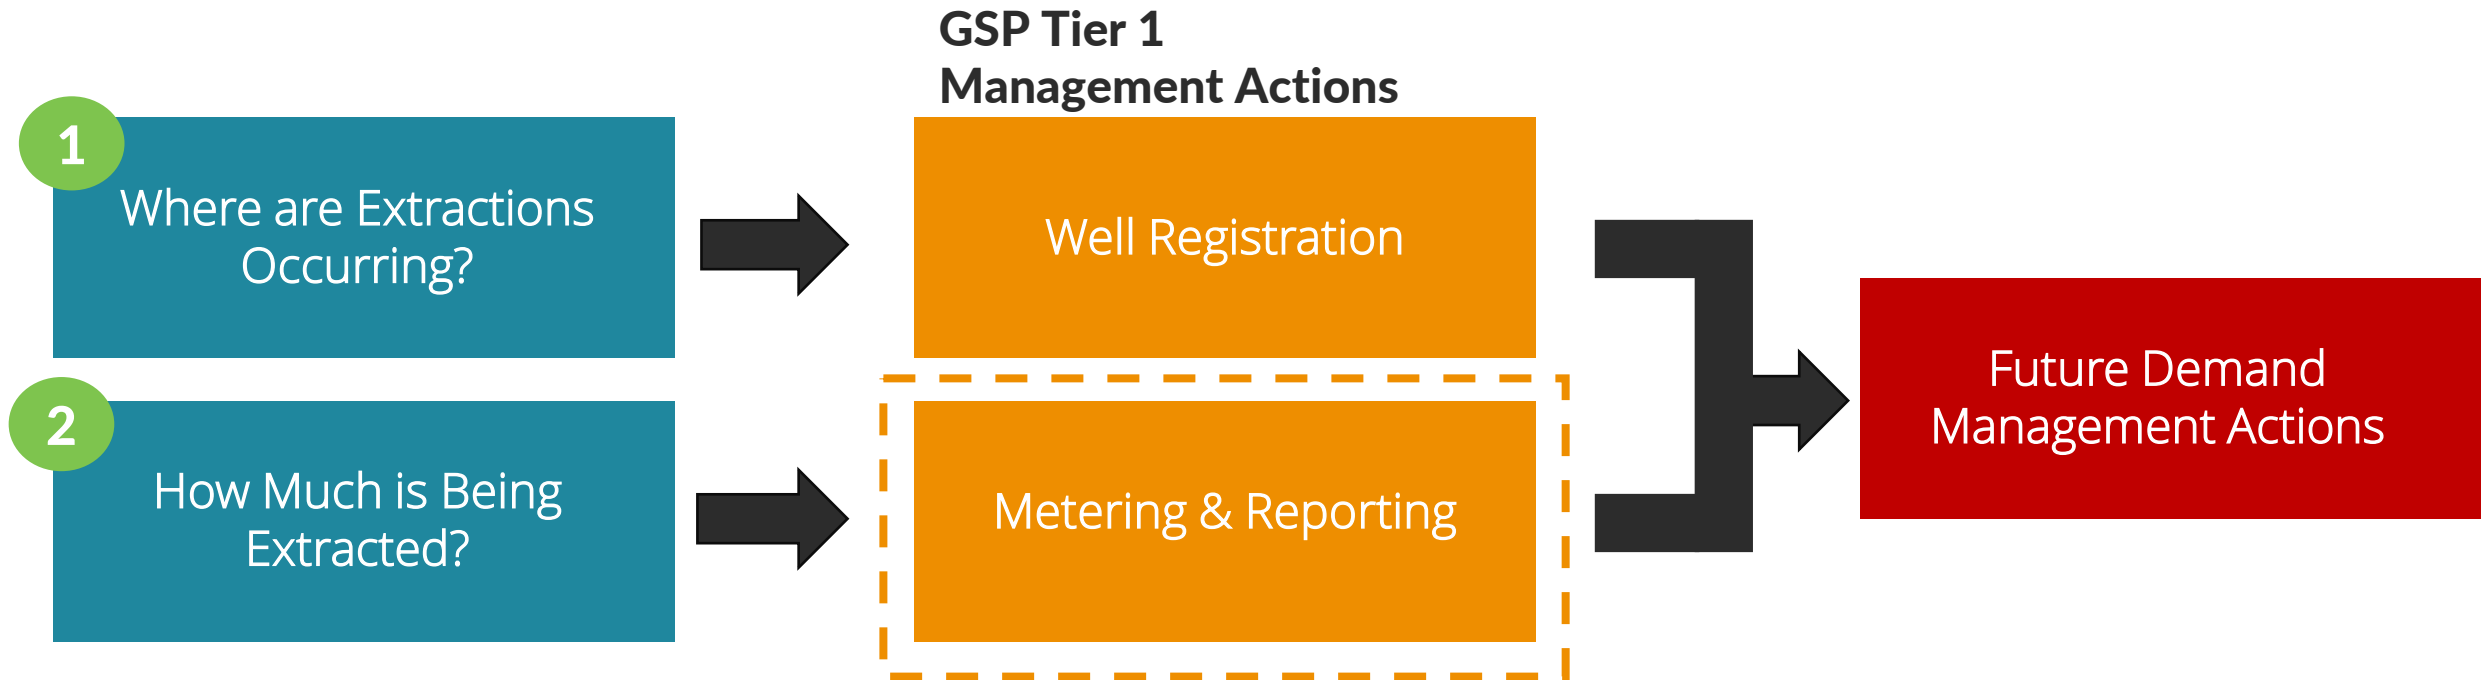 GSP Tier 1
Management Actions
1
Where are Extractions
Occurring?
Well Registration
Future Demand
Management Actions
2
How Much is Being
Extracted?
Metering & Reporting